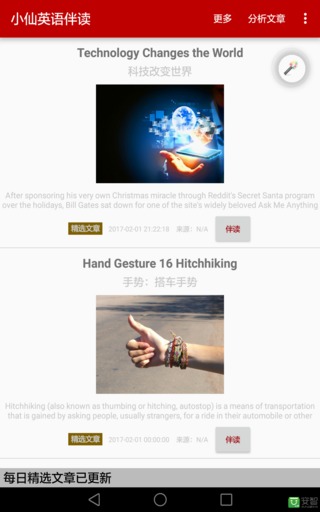 小仙英语伴读
更多
分析文章
Technology Changes the World
科技改变世界
After sponsoring his very own Christmas miracle through Reddit's Secret Santa program
over the holidays, Bill Gates sat down for one of the site's widely beloved Ask Me Anything
精选文章 2017-02-01 21:22:18 来源：N/A 伴读
Hand Gesture 16 Hitchhiking
手势：搭车手势
Hitchhiking (also known as thumbing or hitching, autostop) is a means of transportation
that is gained by asking people, usually strangers, for a ride in their automobile or other
精选文章 2017-02-01 00:00:00 来源：N/A 伴读
每日精选文章已更新
安智